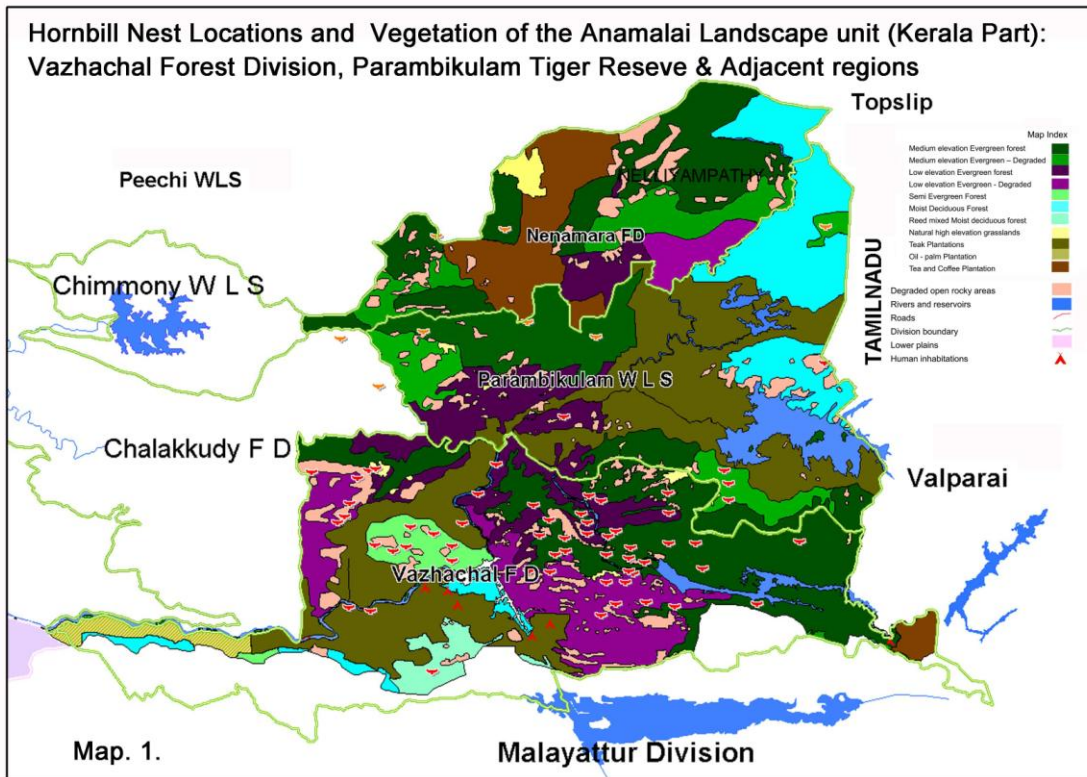 Hornbill Nest Locations and Vegetation of the Anamalai Landscape unit (Kerala Part):
Vazhachal Forest Division, Parambikulam Tiger Reseve & Adjacent regions
Topslip
Map Index
Medium elevation Evergreen forest
Medium elevation Evergreen – Degraded
Low elevation Evergreen forest
Low elevation Evergreen - Degraded
Semi Evergreen Forest
Moist Deciduous Forest
Reed mixed Moist deciduous forest
Natural high elevation grasslands
Teak Plantations
Oil - palm Plantation
Tea and Coffee Plantation
Degraded open rocky areas
Rivers and reservoirs
Roads
Division boundary
Lower plains
Human inhabitations
TAMILNADU
Peechi WLS
NELLIYAMPATHY
Nenamara FD
Chimmony W L S
Parambikulam W L S
Chalakkudy F D
Valparai
Vazhachal F D
Map. 1.
Malayattur Division